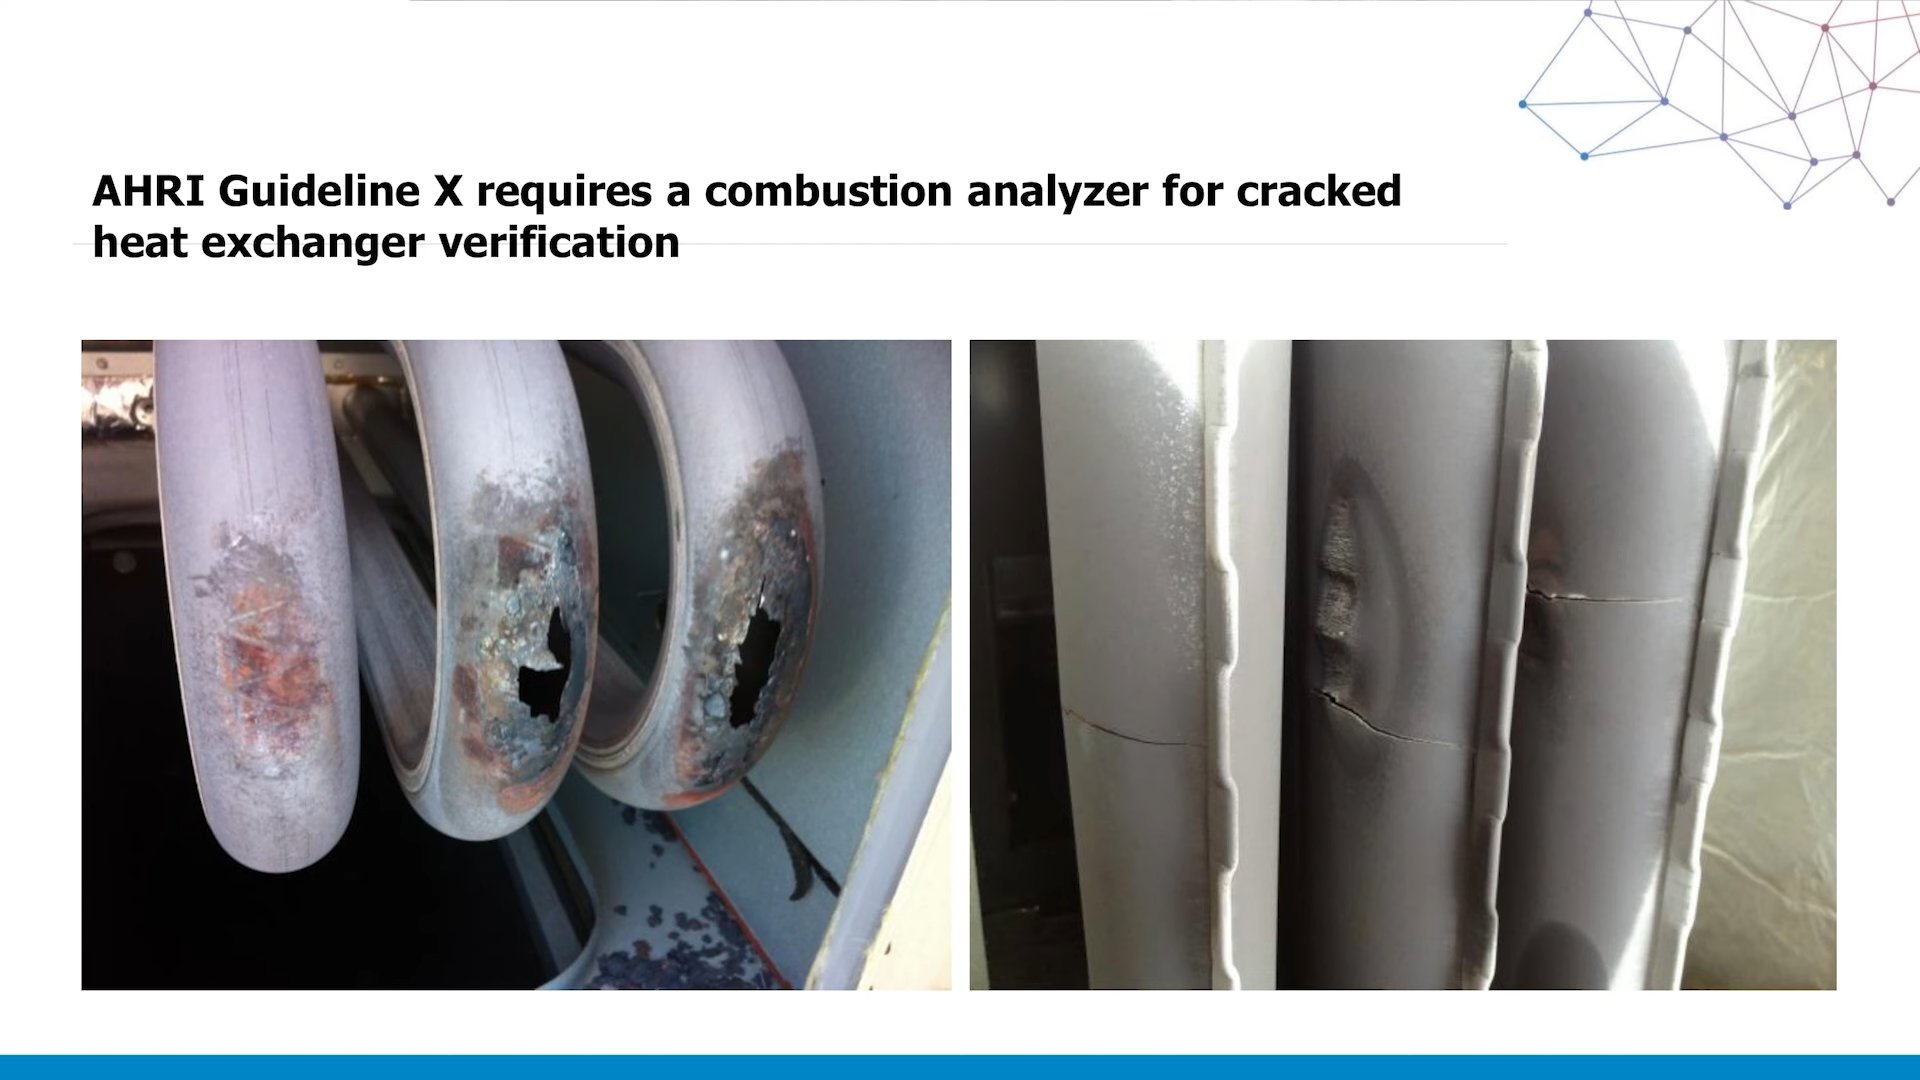 AHRI Guideline X requires a combustion analyzer for cracked
heat exchanger verification